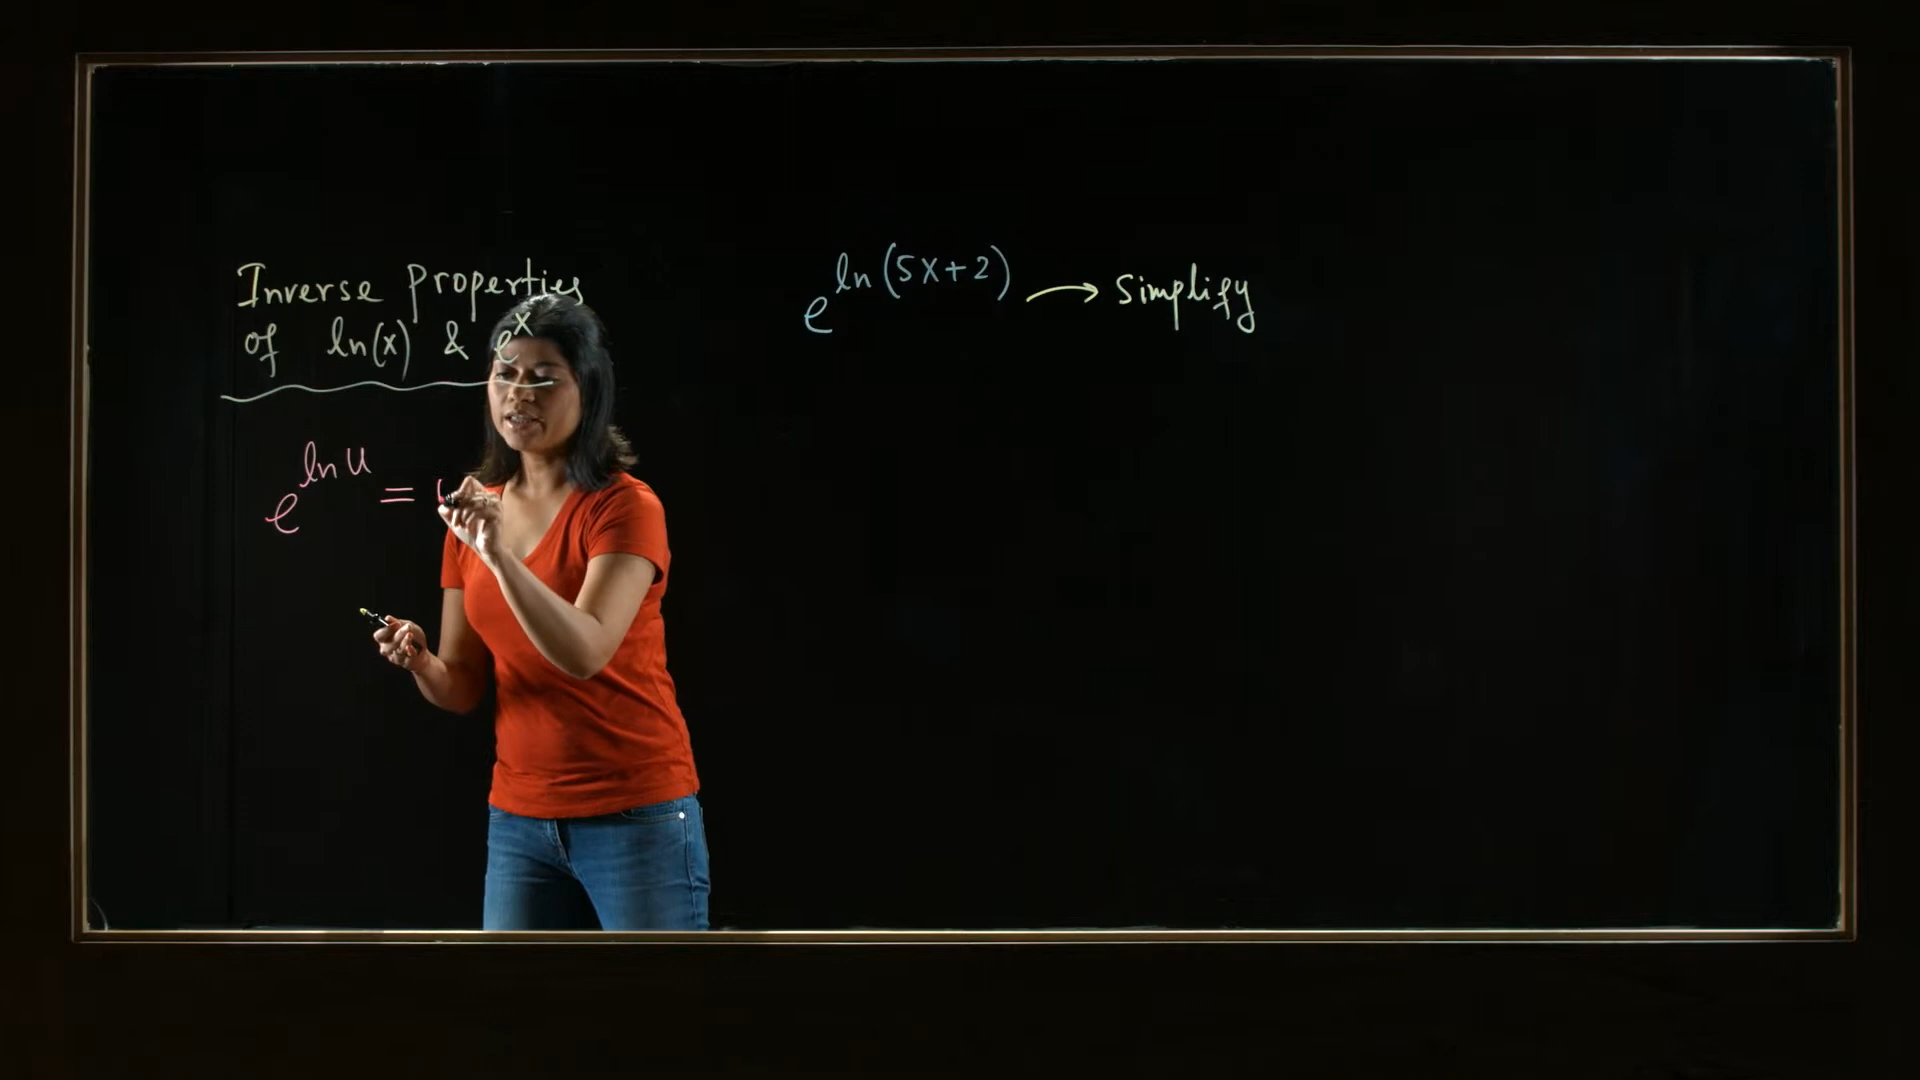 Inverse properties
of ln(x) & e^x
e^ln u =
e^ln(5x+2) → Simplify